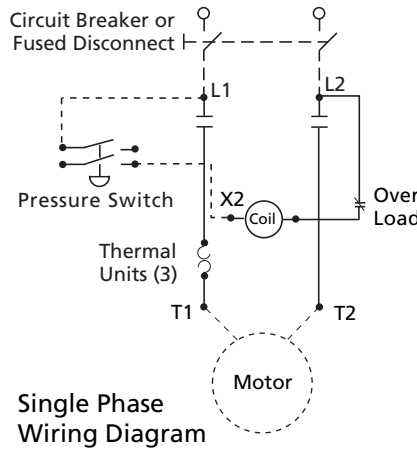 Circuit Breaker or
Fused Disconnect
L1
L2
Pressure Switch
X2
Coil
Over
Load
Thermal
Units (3)
T1
T2
Motor
Single Phase
Wiring Diagram